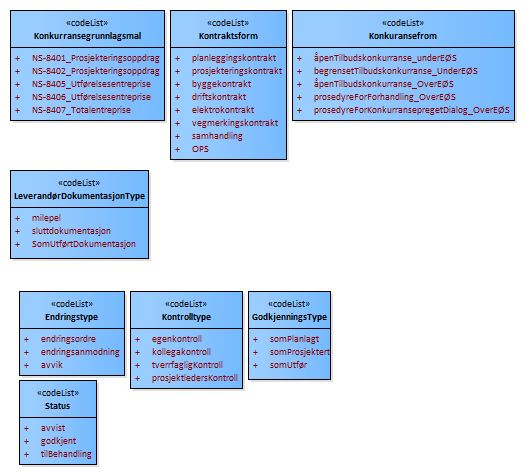 «codeList»
Konkurransegrunnlagsmal
+ NS-8401_Prosjekteringsoppdrag
+ NS-8402_Prosjekteringsoppdrag
+ NS-8405_Utførelsesentreprise
+ NS-8406_Utførelsesentreprise
+ NS-8407_Totalentreprise
«codeList»
Kontraktsform
+ planleggingskontrakt
+ prosjekteringskontrakt
+ byggekontrakt
+ driftskontrakt
+ elektrokontrakt
+ vegmerkingskontrakt
+ samhandling
+ OPS
«codeList»
Konkuransefrom
+ åpenTilbudskonkurranse_underEØS
+ begrensetTilbudskonkurranse_UnderEØS
+ åpenTilbudskonkurranse_OverEØS
+ prosedyreForForhandling_OverEØS
+ prosedyreForKonkurransepregetDialog_OverEØS
«codeList»
LeverandørDokumentasjonType
+ milepel
+ sluttdokumentasjon
+ SomUtførtDokumentasjon
«codeList»
Endringstype
+ endringsordre
+ endringsanmodning
+ avvik
«codeList»
Kontrolltype
+ egenkontroll
+ kollegakontroll
+ tverrfagligKontroll
+ prosjektledersKontroll
«codeList»
GodkjenningsType
+ somPlanlagt
+ somProsjektert
+ somUtfør
«codeList»
Status
+ avvist
+ godkjent
+ tilBehandling